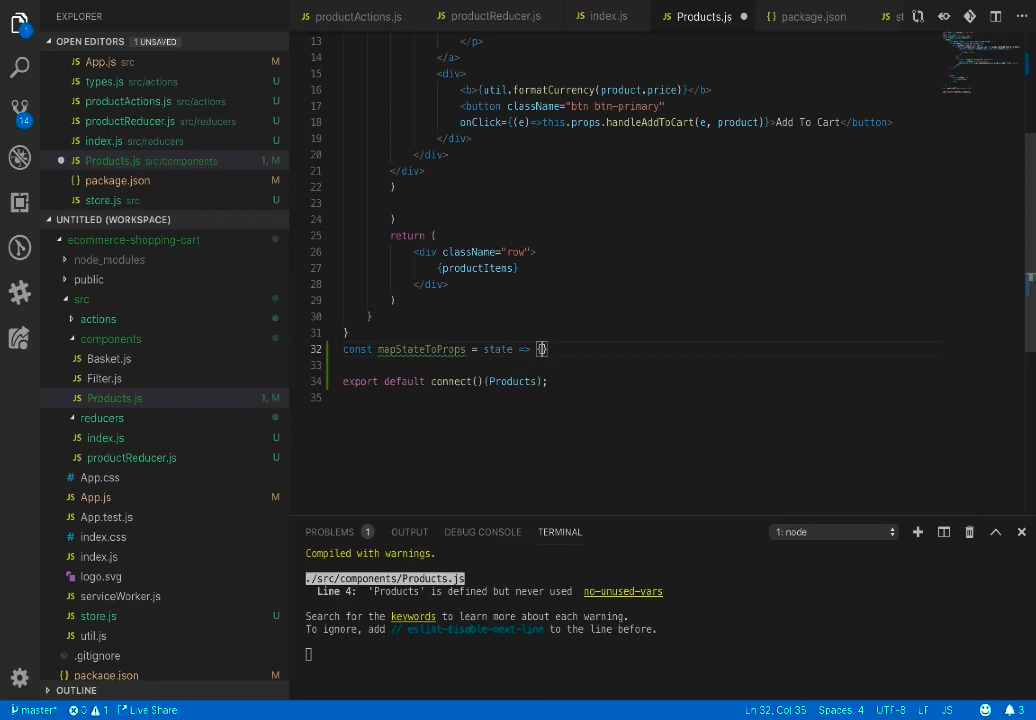 EXPLORER
OPEN EDITORS 1 UNSAVED
App.js src M
types.js src/actions U
productActions.js src/actions U
productReducer.js src/reducers U
index.js src/reducers U
Products.js src/components 1, M
package.json M
store.js src U
UNTITLED (WORKSPACE)
ecommerce-shopping-cart
node_modules
public
src
actions
components
Basket.js
Filter.js
Products.js 1, M
reducers
index.js U
productReducer.js U
App.css
App.js M
App.test.js
index.css
index.js
logo.svg
serviceWorker.js
store.js U
util.js
.gitignore
package.json M
OUTLINE
14
productActions.js productReducer.js index.js Products.js package.json st
13 </p>
14 </a>
15 <div>
16 <b>{util.formatCurrency(product.price)}</b>
17 <button className="btn btn-primary"
18 onClick={(e)=>this.props.handleAddToCart(e, product)}>Add To Cart</button>
19 </div>
20 </div>
21 </div>
22 )
23
24 )
25 return (
26 <div className="row">
27 {productItems}
28 </div>
29 )
30 }
31 }
32 const mapStateToProps = state => {}
33
34 export default connect()(Products);
35
PROBLEMS 1 OUTPUT DEBUG CONSOLE TERMINAL 1: node
Compiled with warnings.
./src/components/Products.js
Line 4: 'Products' is defined but never used no-unused-vars
Search for the keywords to learn more about each warning.
To ignore, add // eslint-disable-next-line to the line before.
master* 0 1 Live Share Ln 32, Col 35 Spaces: 4 UTF-8 LF JS 3